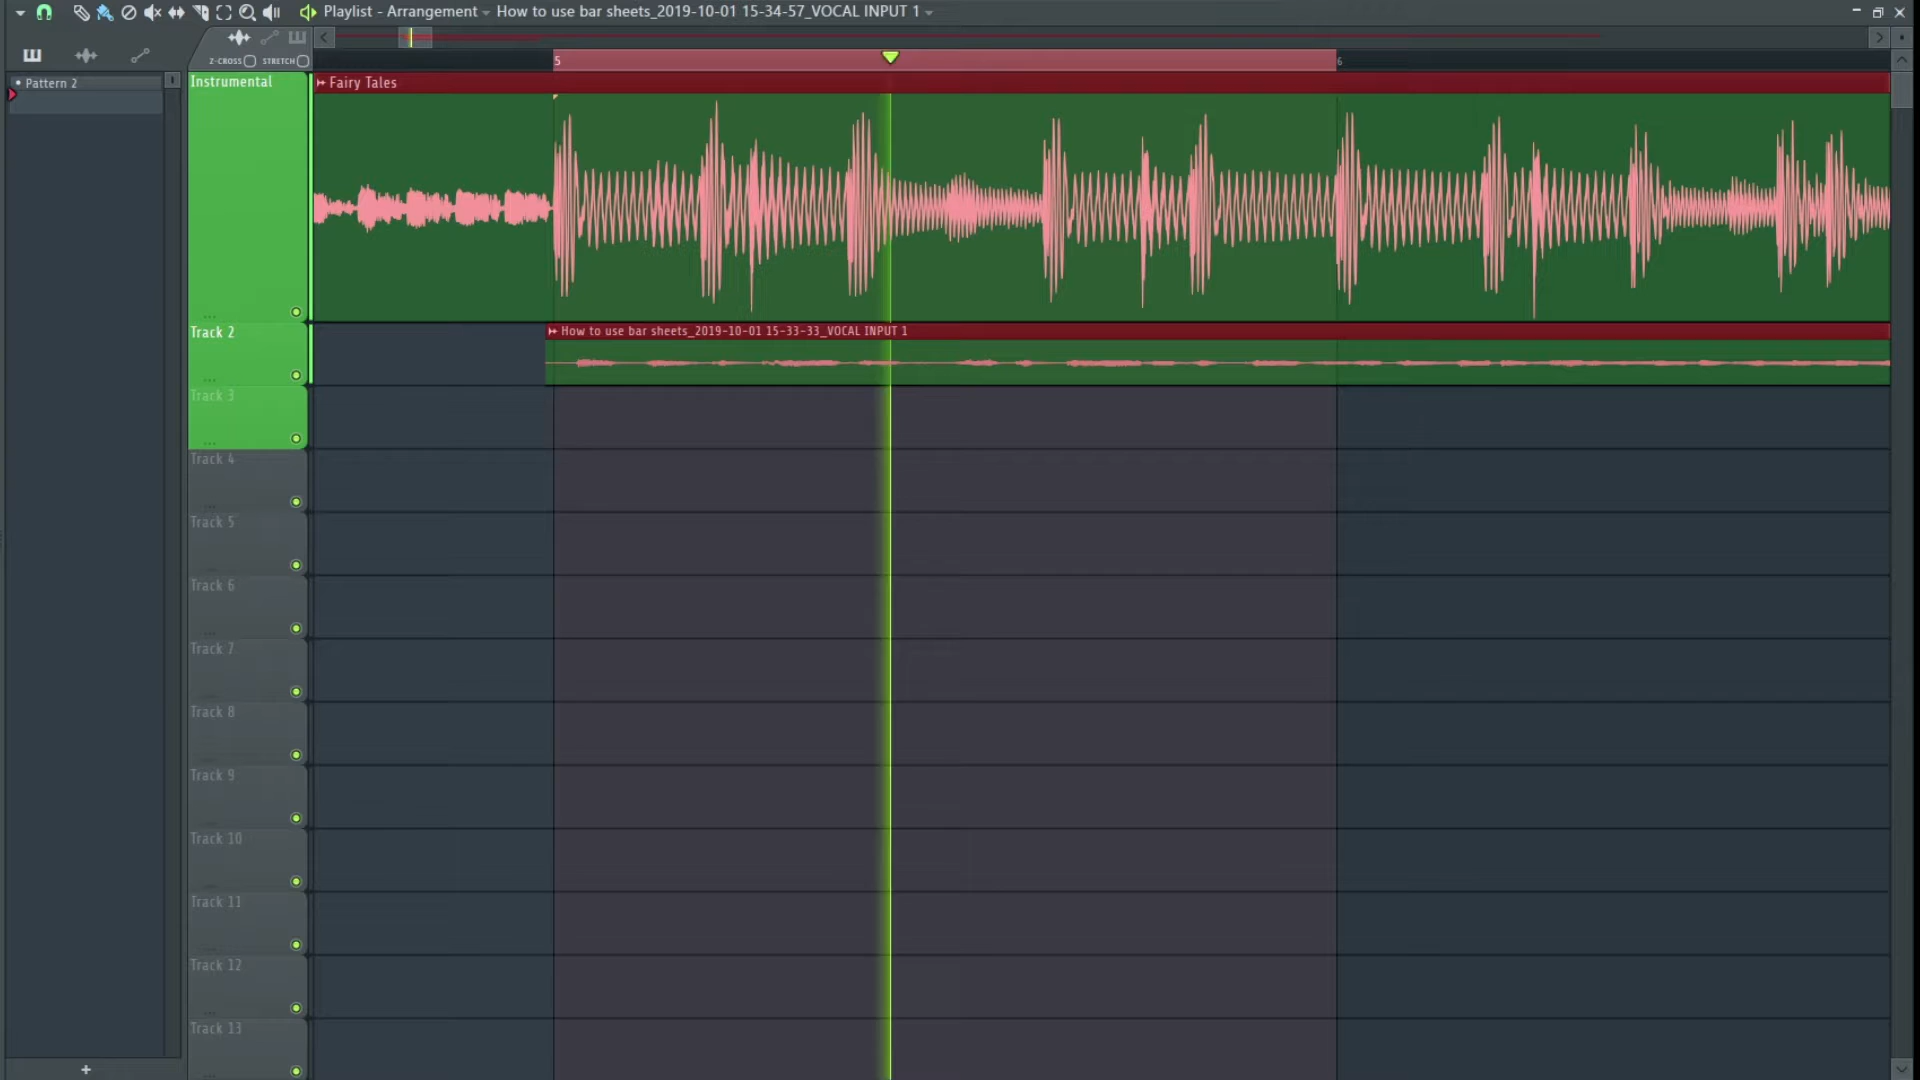 Playlist - Arrangement
How to use bar sheets_2019-10-01 15-34-57_VOCAL INPUT 1
Z-CROSS STRETCH
5
6
Pattern 2
Instrumental
Fairy Tales
Track 2
How to use bar sheets_2019-10-01 15-33-33_VOCAL INPUT 1
Track 3
Track 4
Track 5
Track 6
Track 7
Track 8
Track 9
Track 10
Track 11
Track 12
Track 13